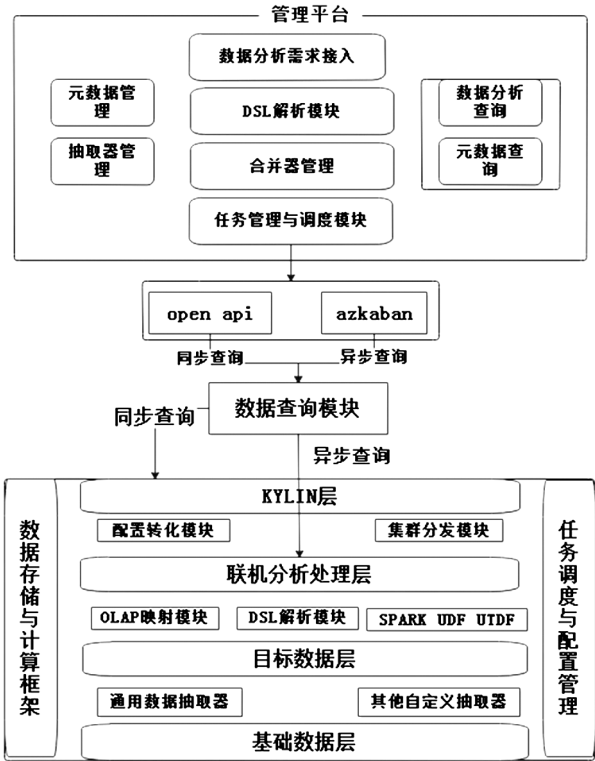 管理平台
数据分析需求接入
元数据管
理
DSL解析模块
数据分析
查询
抽取器管
理
合并器管理
元数据查
询
任务管理与调度模块
open api
azkaban
同步查询
异步查询
数据查询模块
同步查询
异步查询
数据存储与计算框架
KYLIN层
配置转化模块
集群分发模块
联机分析处理层
OLAP映射模块
DSL解析模块
SPARK UDF UTDF
目标数据层
通用数据抽取器
其他自定义抽取器
基础数据层
任务调度与配置管理